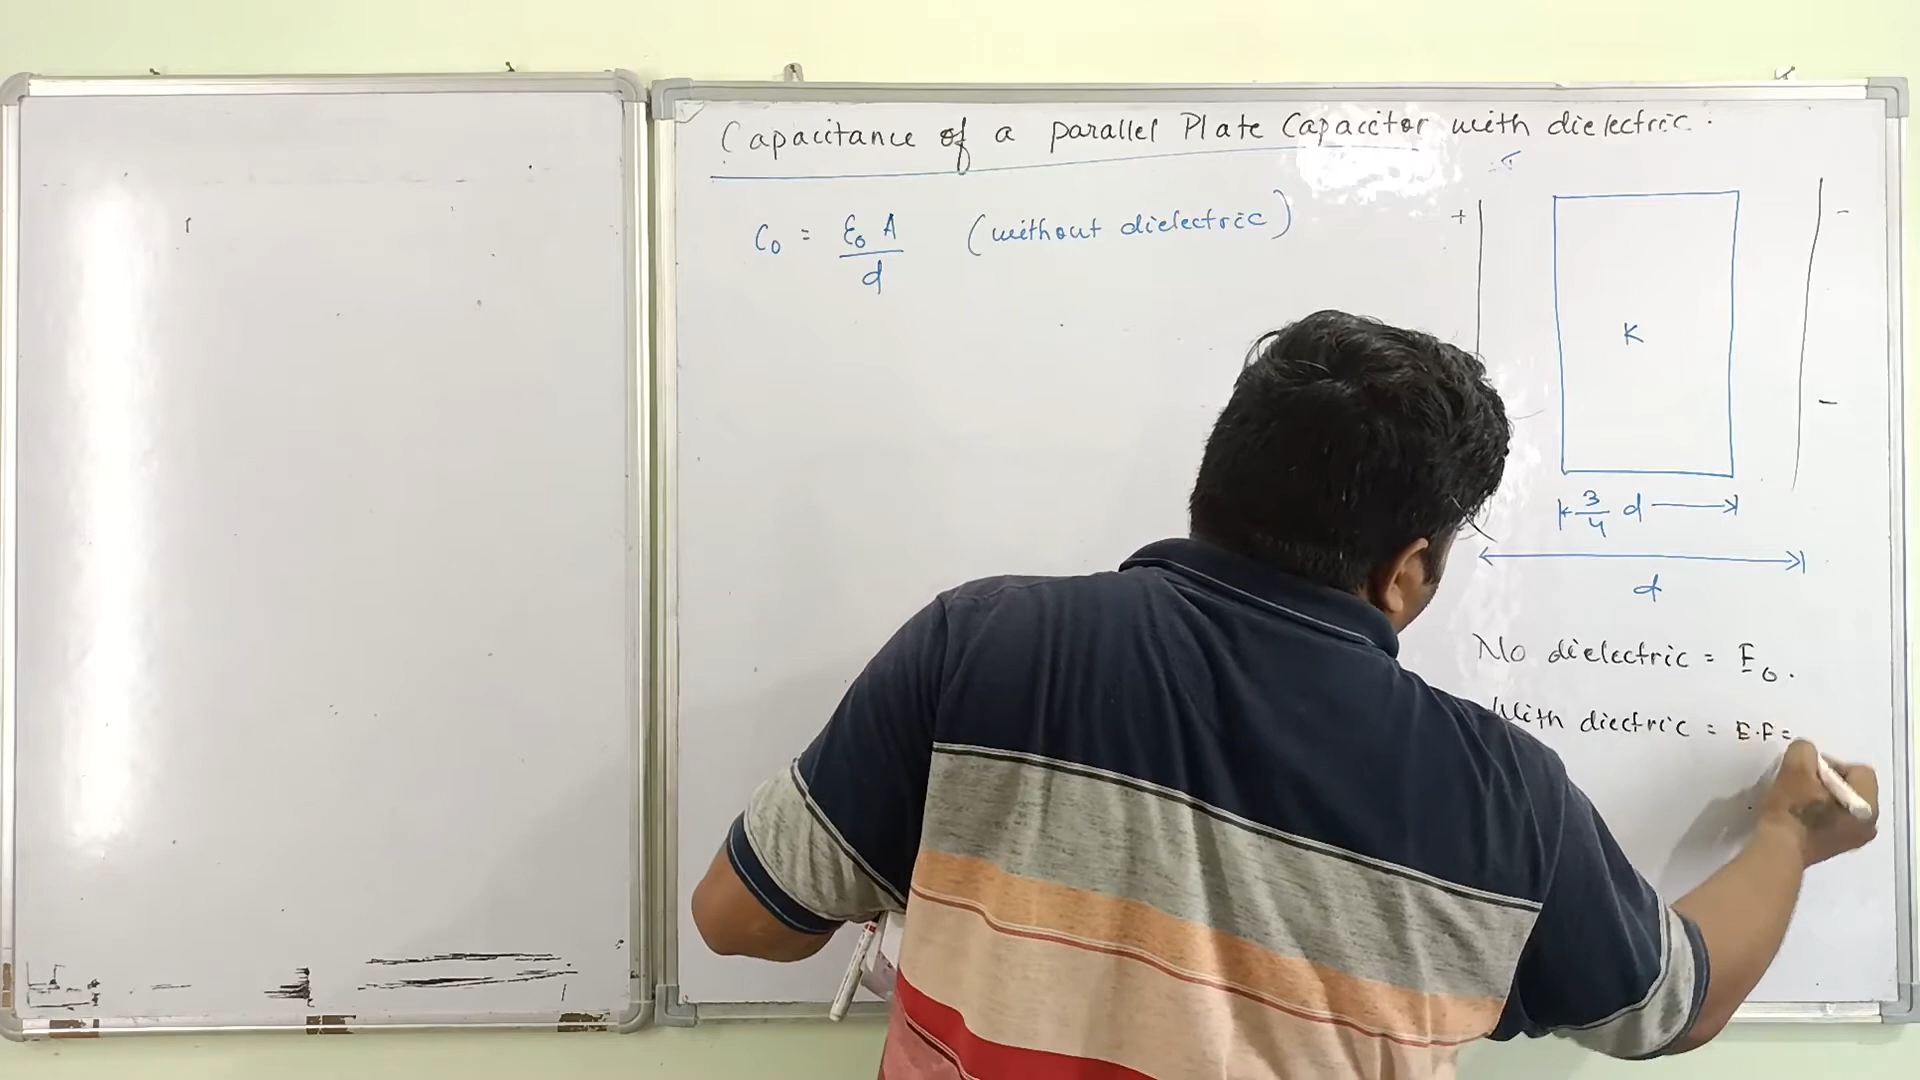 Capacitance of a parallel Plate Capacitor with dielectric :
C₀ = ε₀ A / d (without dielectric)
+ -
K
-
3/4 d
d
No dielectric = E₀.
With diectric = E.F =